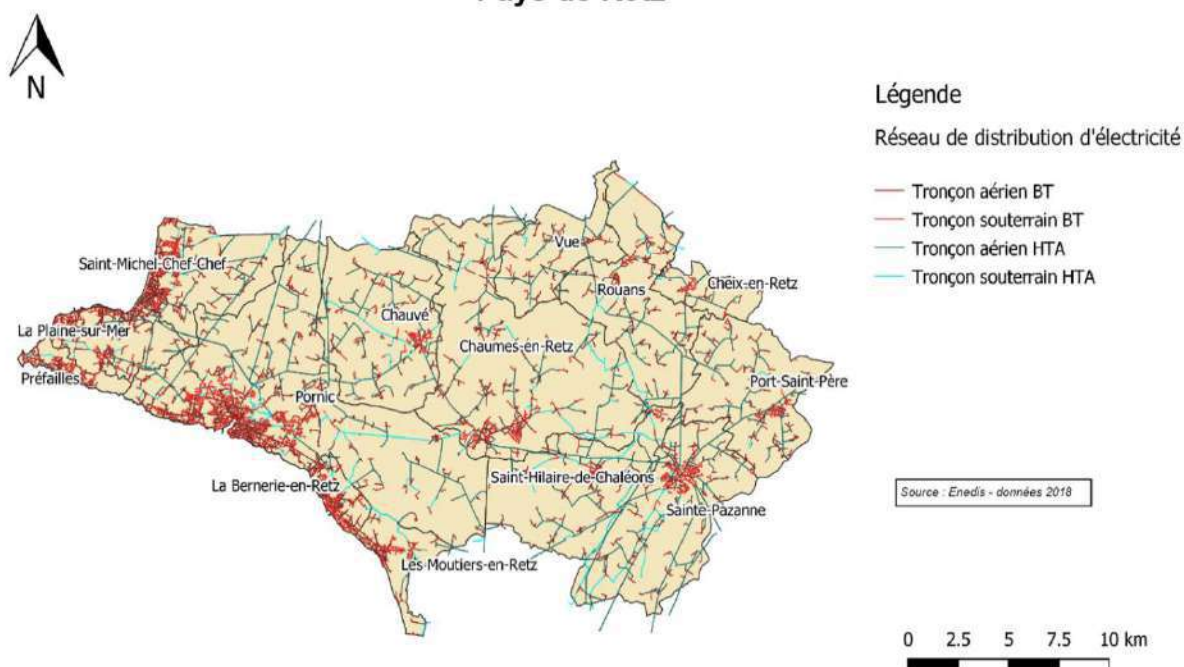 N
Légende
Réseau de distribution d'électricité
Tronçon aérien BT
Tronçon souterrain BT
Tronçon aérien HTA
Tronçon souterrain HTA
Vue
Saint-Michel-Chef-Chef
Cheix-en-Retz
Rouans
Chauvé
La Plaine-sur-Mer
Chaumes-en-Retz
Préfailles
Port-Saint-Père
Pornic
Saint-Hilaire-de-Chaléons
La Bernerie-en-Retz
Source : Enedis - données 2018
Sainte-Pazanne
Les Moutiers-en-Retz
0 2.5 5 7.5 10 km